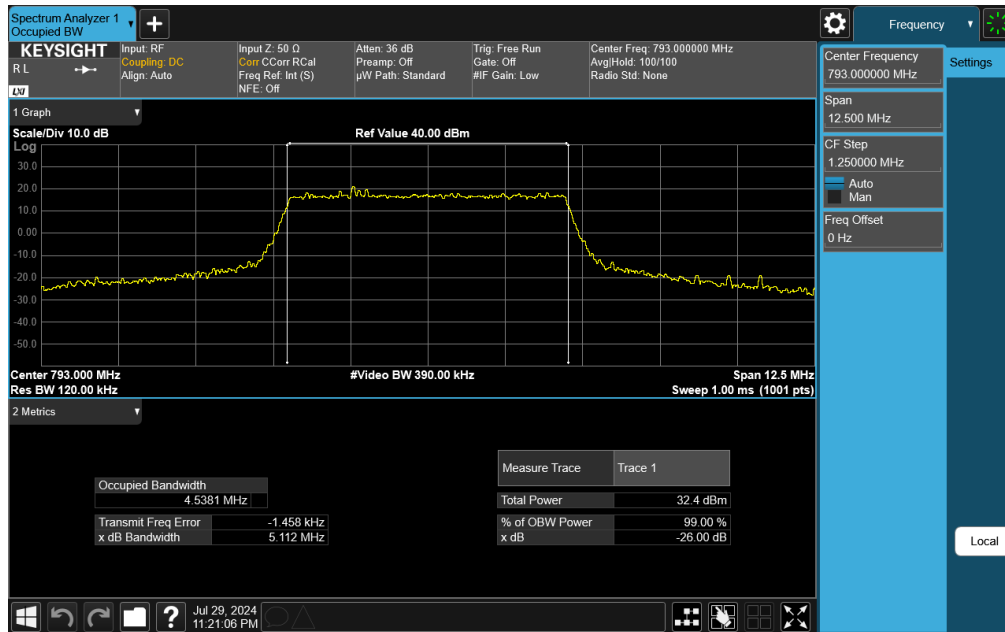 Spectrum Analyzer 1
Occupied BW
Frequency
KEYSIGHT
R L
LXI
Input: RF
Coupling: DC
Align: Auto
Input Z: 50 Ω
Corr CCorr RCal
Freq Ref: Int (S)
NFE: Off
Atten: 36 dB
Preamp: Off
µW Path: Standard
Trig: Free Run
Gate: Off
#IF Gain: Low
Center Freq: 793.000000 MHz
Avg|Hold: 100/100
Radio Std: None
Center Frequency
793.000000 MHz
Settings
Span
12.500 MHz
CF Step
1.250000 MHz
Auto
Man
Freq Offset
0 Hz
Local
1 Graph
Scale/Div 10.0 dB
Ref Value 40.00 dBm
Log
30.0
20.0
10.0
0.00
-10.0
-20.0
-30.0
-40.0
-50.0
Center 793.000 MHz
#Video BW 390.00 kHz
Span 12.5 MHz
Res BW 120.00 kHz
Sweep 1.00 ms (1001 pts)
2 Metrics
Measure Trace
Trace 1
Occupied Bandwidth
4.5381 MHz
Total Power
32.4 dBm
Transmit Freq Error
-1.458 kHz
% of OBW Power
99.00 %
x dB Bandwidth
5.112 MHz
x dB
-26.00 dB
?
Jul 29, 2024
11:21:06 PM